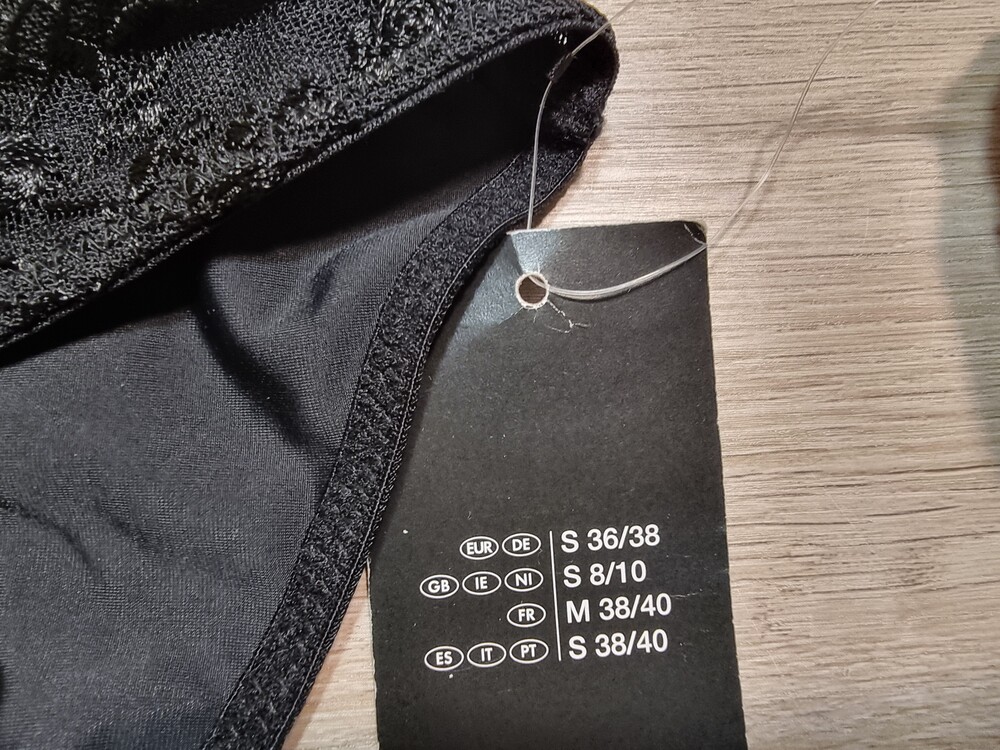 EUR DE S 36/38
GB IE NI S 8/10
FR M 38/40
ES IT PT S 38/40